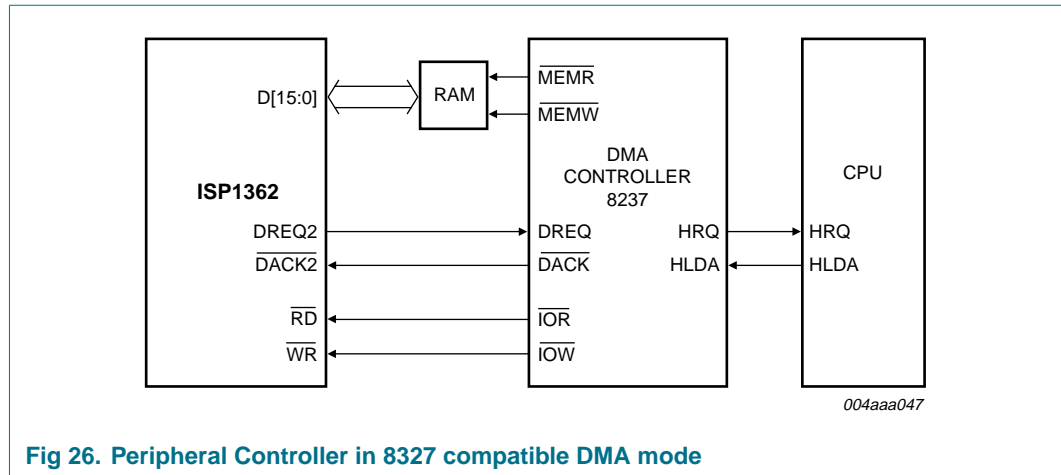 D[15:0]
RAM
MEMR
MEMW
ISP1362
DMA
CONTROLLER
8237
CPU
DREQ2
DREQ
HRQ
HRQ
DACK2
DACK
HLDA
HLDA
RD
IOR
WR
IOW
004aaa047
Fig 26. Peripheral Controller in 8327 compatible DMA mode